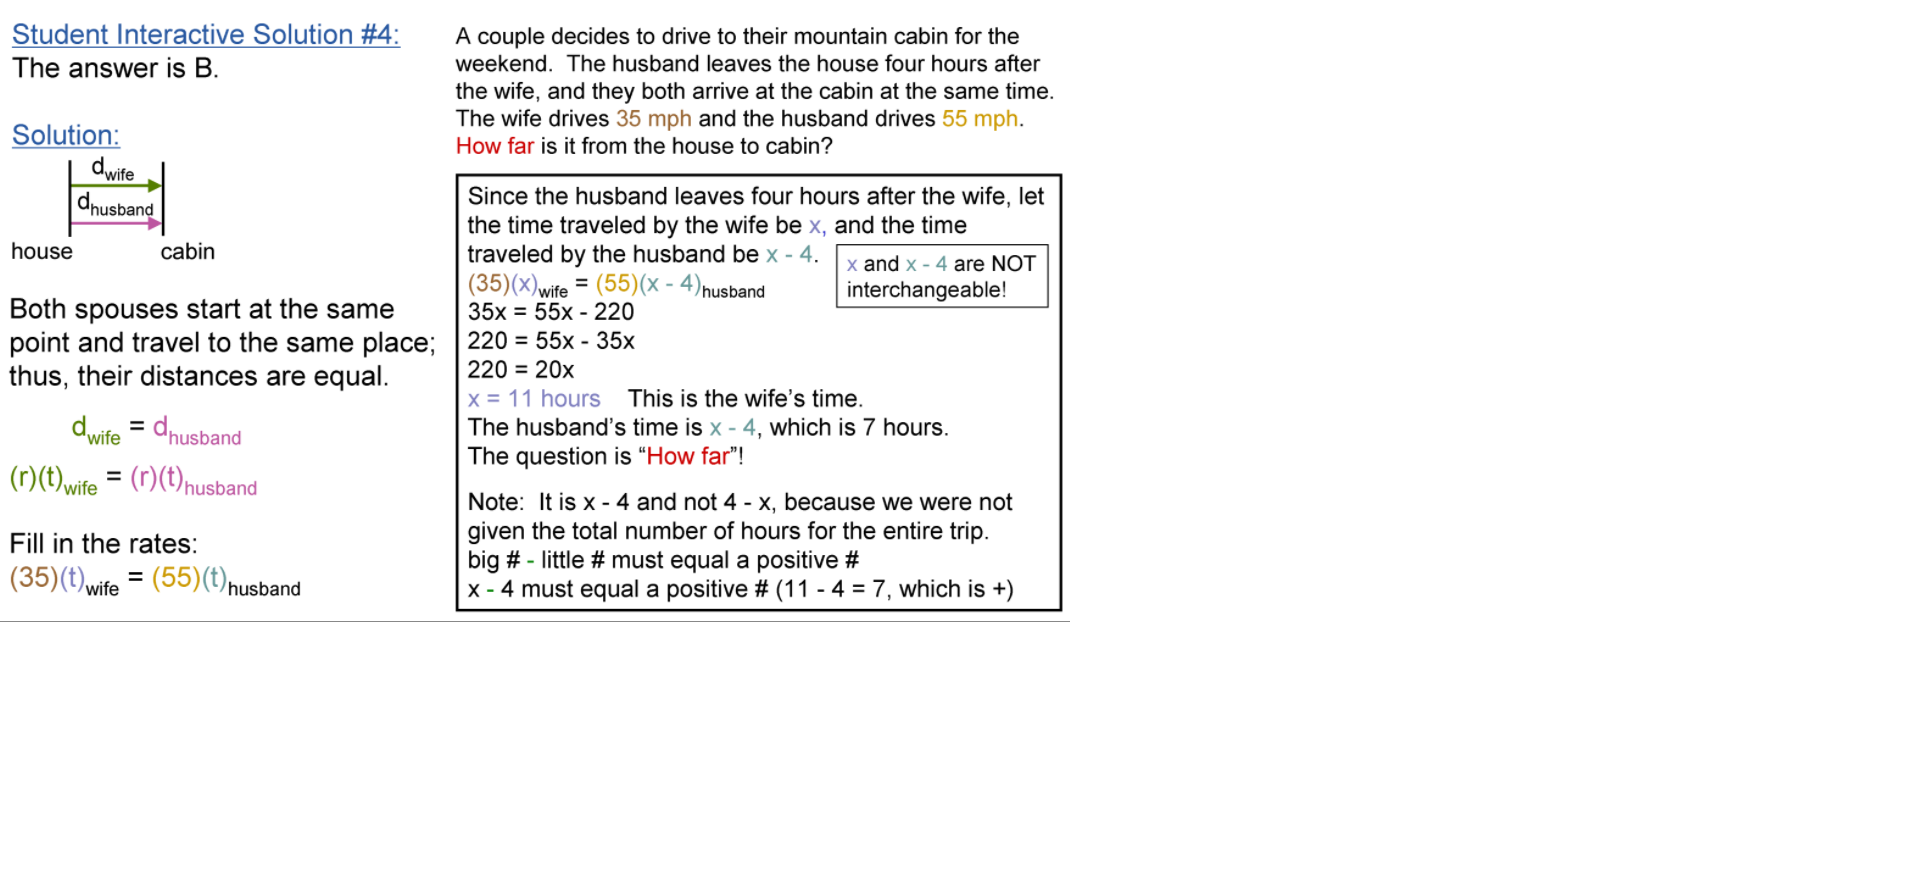 Student Interactive Solution #4:
The answer is B.
Solution:
dwife
dhusband
house cabin
Both spouses start at the same
point and travel to the same place;
thus, their distances are equal.
dwife = dhusband
(r)(t)wife = (r)(t)husband
Fill in the rates:
(35)(t)wife = (55)(t)husband
A couple decides to drive to their mountain cabin for the
weekend. The husband leaves the house four hours after
the wife, and they both arrive at the cabin at the same time.
The wife drives 35 mph and the husband drives 55 mph.
How far is it from the house to cabin?
Since the husband leaves four hours after the wife, let
the time traveled by the wife be x, and the time
traveled by the husband be x - 4.
x and x - 4 are NOT
interchangeable!
(35)(x)wife = (55)(x - 4)husband
35x = 55x - 220
220 = 55x - 35x
220 = 20x
x = 11 hours This is the wife’s time.
The husband’s time is x - 4, which is 7 hours.
The question is “How far”!
Note: It is x - 4 and not 4 - x, because we were not
given the total number of hours for the entire trip.
big # - little # must equal a positive #
x - 4 must equal a positive # (11 - 4 = 7, which is +)